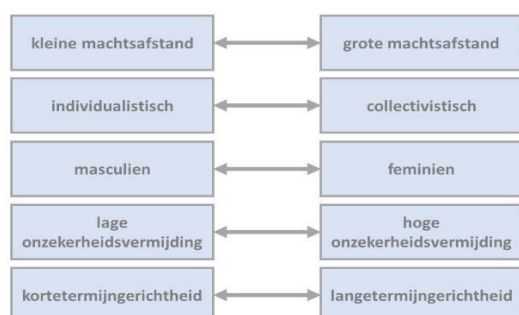 kleine machtsafstand grote machtsafstand
individualistisch collectivistisch
masculien feminien
lage hoge
onzekerheidsvermijding onzekerheidsvermijding
kortetermijngerichtheid langetermijngerichtheid